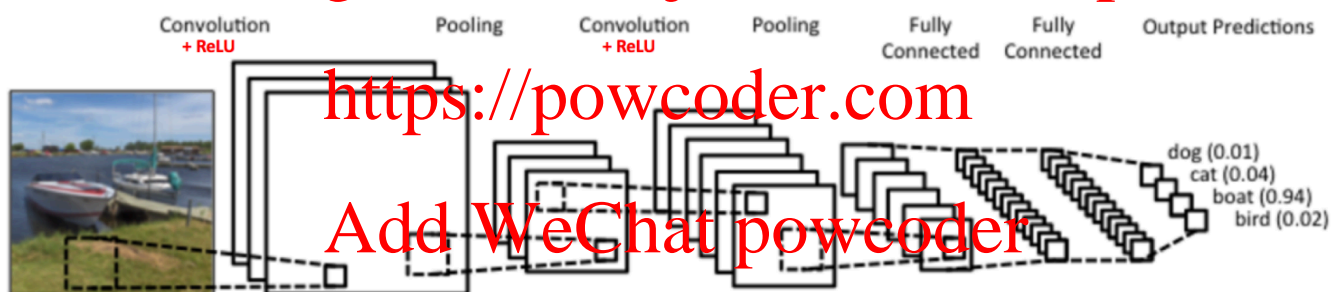 Convolution Pooling Convolution Pooling Fully Fully Output Predictions
+ ReLU + ReLU Connected Connected
https://powcoder.com
dog (0.01)
cat (0.04)
boat (0.94)
bird (0.02)
Add WeChat powcoder